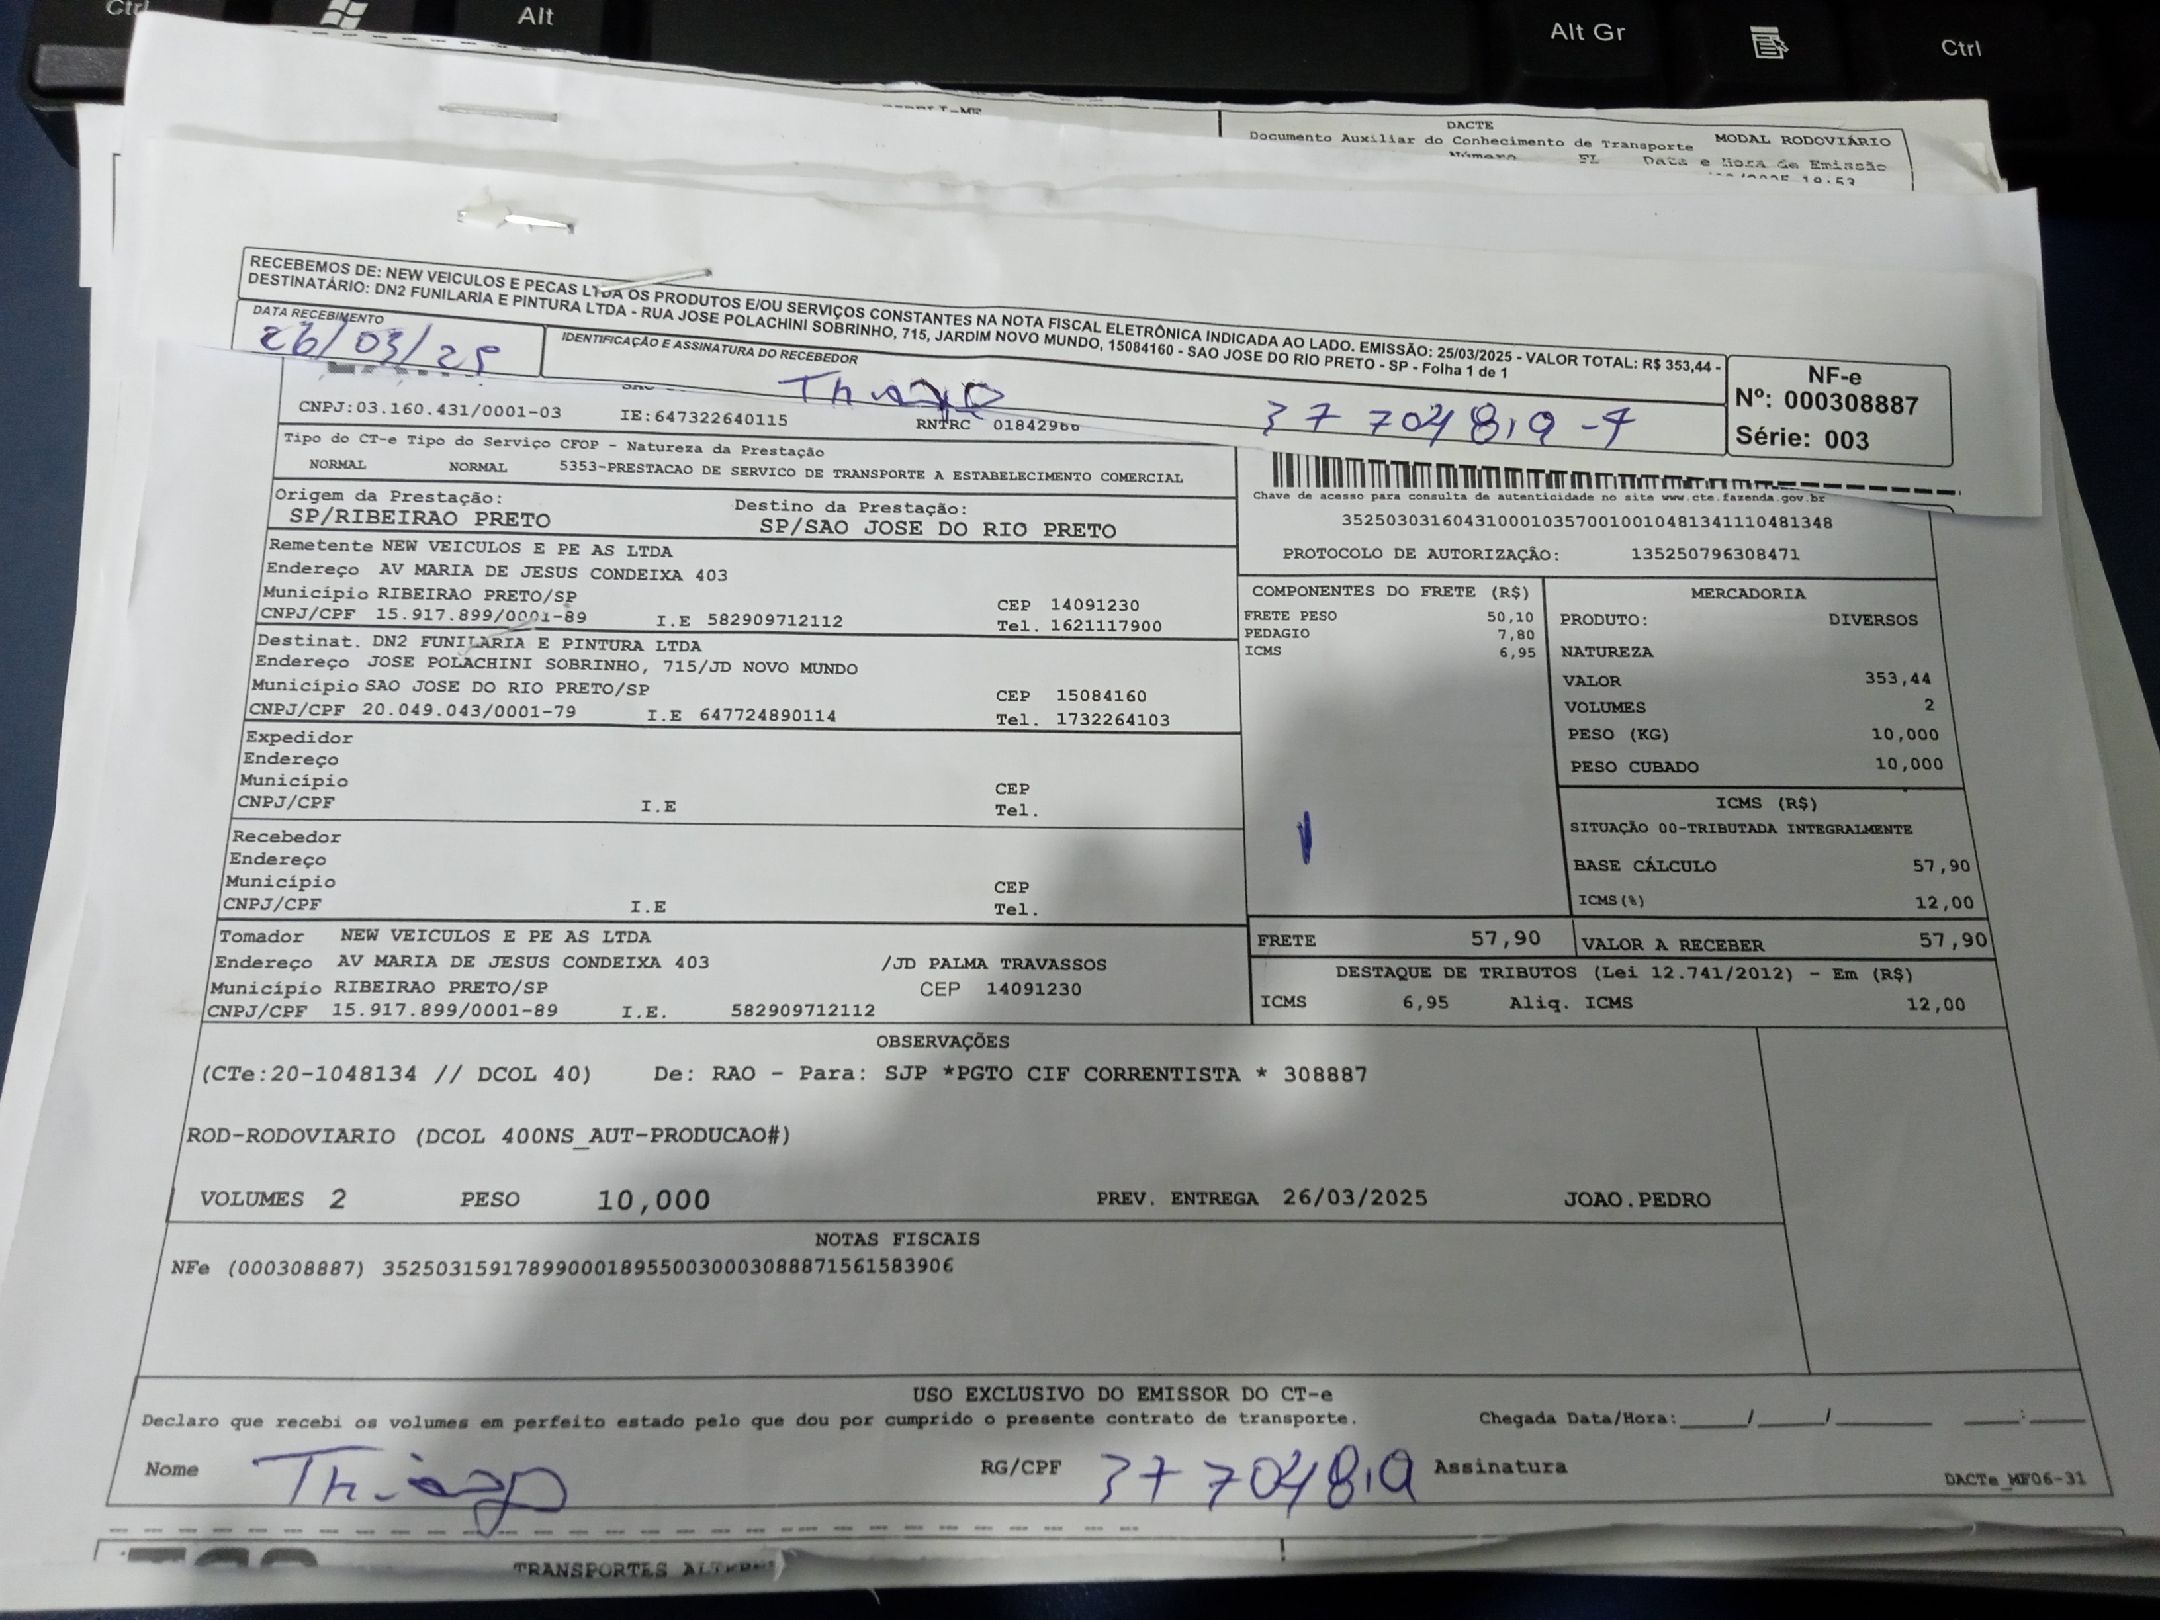 Ctrl
Alt
Alt Gr
Ctrl
DACTE
Documento Auxiliar do Conhecimento de Transporte MODAL RODOVIÁRIO
Número FL Data e Hora de Emissão
RECEBEMOS DE: NEW VEICULOS E PECAS LTDA OS PRODUTOS E/OU SERVIÇOS CONSTANTES NA NOTA FISCAL ELETRÔNICA INDICADA AO LADO. EMISSÃO: 25/03/2025 - VALOR TOTAL: R$ 353,44 -
DESTINATÁRIO: DN2 FUNILARIA E PINTURA LTDA - RUA JOSE POLACHINI SOBRINHO, 715, JARDIM NOVO MUNDO, 15084160 - SAO JOSE DO RIO PRETO - SP - Folha 1 de 1
DATA RECEBIMENTO
26/03/25
IDENTIFICAÇÃO E ASSINATURA DO RECEBEDOR
Thiago
37 704 819-4
NF-e
Nº: 000308887
Série: 003
CNPJ:03.160.431/0001-03 IE:647322640115 RNTRC 01842966
Tipo do CT-e Tipo do Serviço CFOP - Natureza da Prestação
NORMAL NORMAL 5353-PRESTACAO DE SERVICO DE TRANSPORTE A ESTABELECIMENTO COMERCIAL
Origem da Prestação: Destino da Prestação:
SP/RIBEIRAO PRETO SP/SAO JOSE DO RIO PRETO
Chave de acesso para consulta de autenticidade no site www.cte.fazenda.gov.br
35250303160431000103570010010481341110481348
PROTOCOLO DE AUTORIZAÇÃO: 135250796308471
Remetente NEW VEICULOS E PE AS LTDA
Endereço AV MARIA DE JESUS CONDEIXA 403
Município RIBEIRAO PRETO/SP CEP 14091230
CNPJ/CPF 15.917.899/0001-89 I.E 582909712112 Tel. 1621117900
Destinat. DN2 FUNILARIA E PINTURA LTDA
Endereço JOSE POLACHINI SOBRINHO, 715/JD NOVO MUNDO
Município SAO JOSE DO RIO PRETO/SP CEP 15084160
CNPJ/CPF 20.049.043/0001-79 I.E 647724890114 Tel. 1732264103
Expedidor
Endereço
Município CEP
CNPJ/CPF I.E Tel.
Recebedor
Endereço
Município CEP
CNPJ/CPF I.E Tel.
Tomador NEW VEICULOS E PE AS LTDA
Endereço AV MARIA DE JESUS CONDEIXA 403 /JD PALMA TRAVASSOS
Município RIBEIRAO PRETO/SP CEP 14091230
CNPJ/CPF 15.917.899/0001-89 I.E. 582909712112
COMPONENTES DO FRETE (R$)
FRETE PESO 50,10
PEDAGIO 7,80
ICMS 6,95
MERCADORIA
PRODUTO: DIVERSOS
NATUREZA
VALOR 353,44
VOLUMES 2
PESO (KG) 10,000
PESO CUBADO 10,000
ICMS (R$)
SITUAÇÃO 00-TRIBUTADA INTEGRALMENTE
BASE CÁLCULO 57,90
ICMS(%) 12,00
FRETE 57,90 VALOR A RECEBER 57,90
DESTAQUE DE TRIBUTOS (Lei 12.741/2012) - Em (R$)
ICMS 6,95 Aliq. ICMS 12,00
OBSERVAÇÕES
(CTe:20-1048134 // DCOL 40) De: RAO - Para: SJP *PGTO CIF CORRENTISTA * 308887
ROD-RODOVIARIO (DCOL 400NS_AUT-PRODUCAO#)
VOLUMES 2 PESO 10,000 PREV. ENTREGA 26/03/2025 JOAO.PEDRO
NOTAS FISCAIS
NFe (000308887) 3525031591789900018955003000308887156158390
USO EXCLUSIVO DO EMISSOR DO CT-e
Declaro que recebi os volumes em perfeito estado pelo que dou por cumprido o presente contrato de transporte. Chegada Data/Hora:____/____/______ ____:____
Nome Thiago RG/CPF 37 704819 Assinatura
DACTe_MF06-31
TRANSPORTES